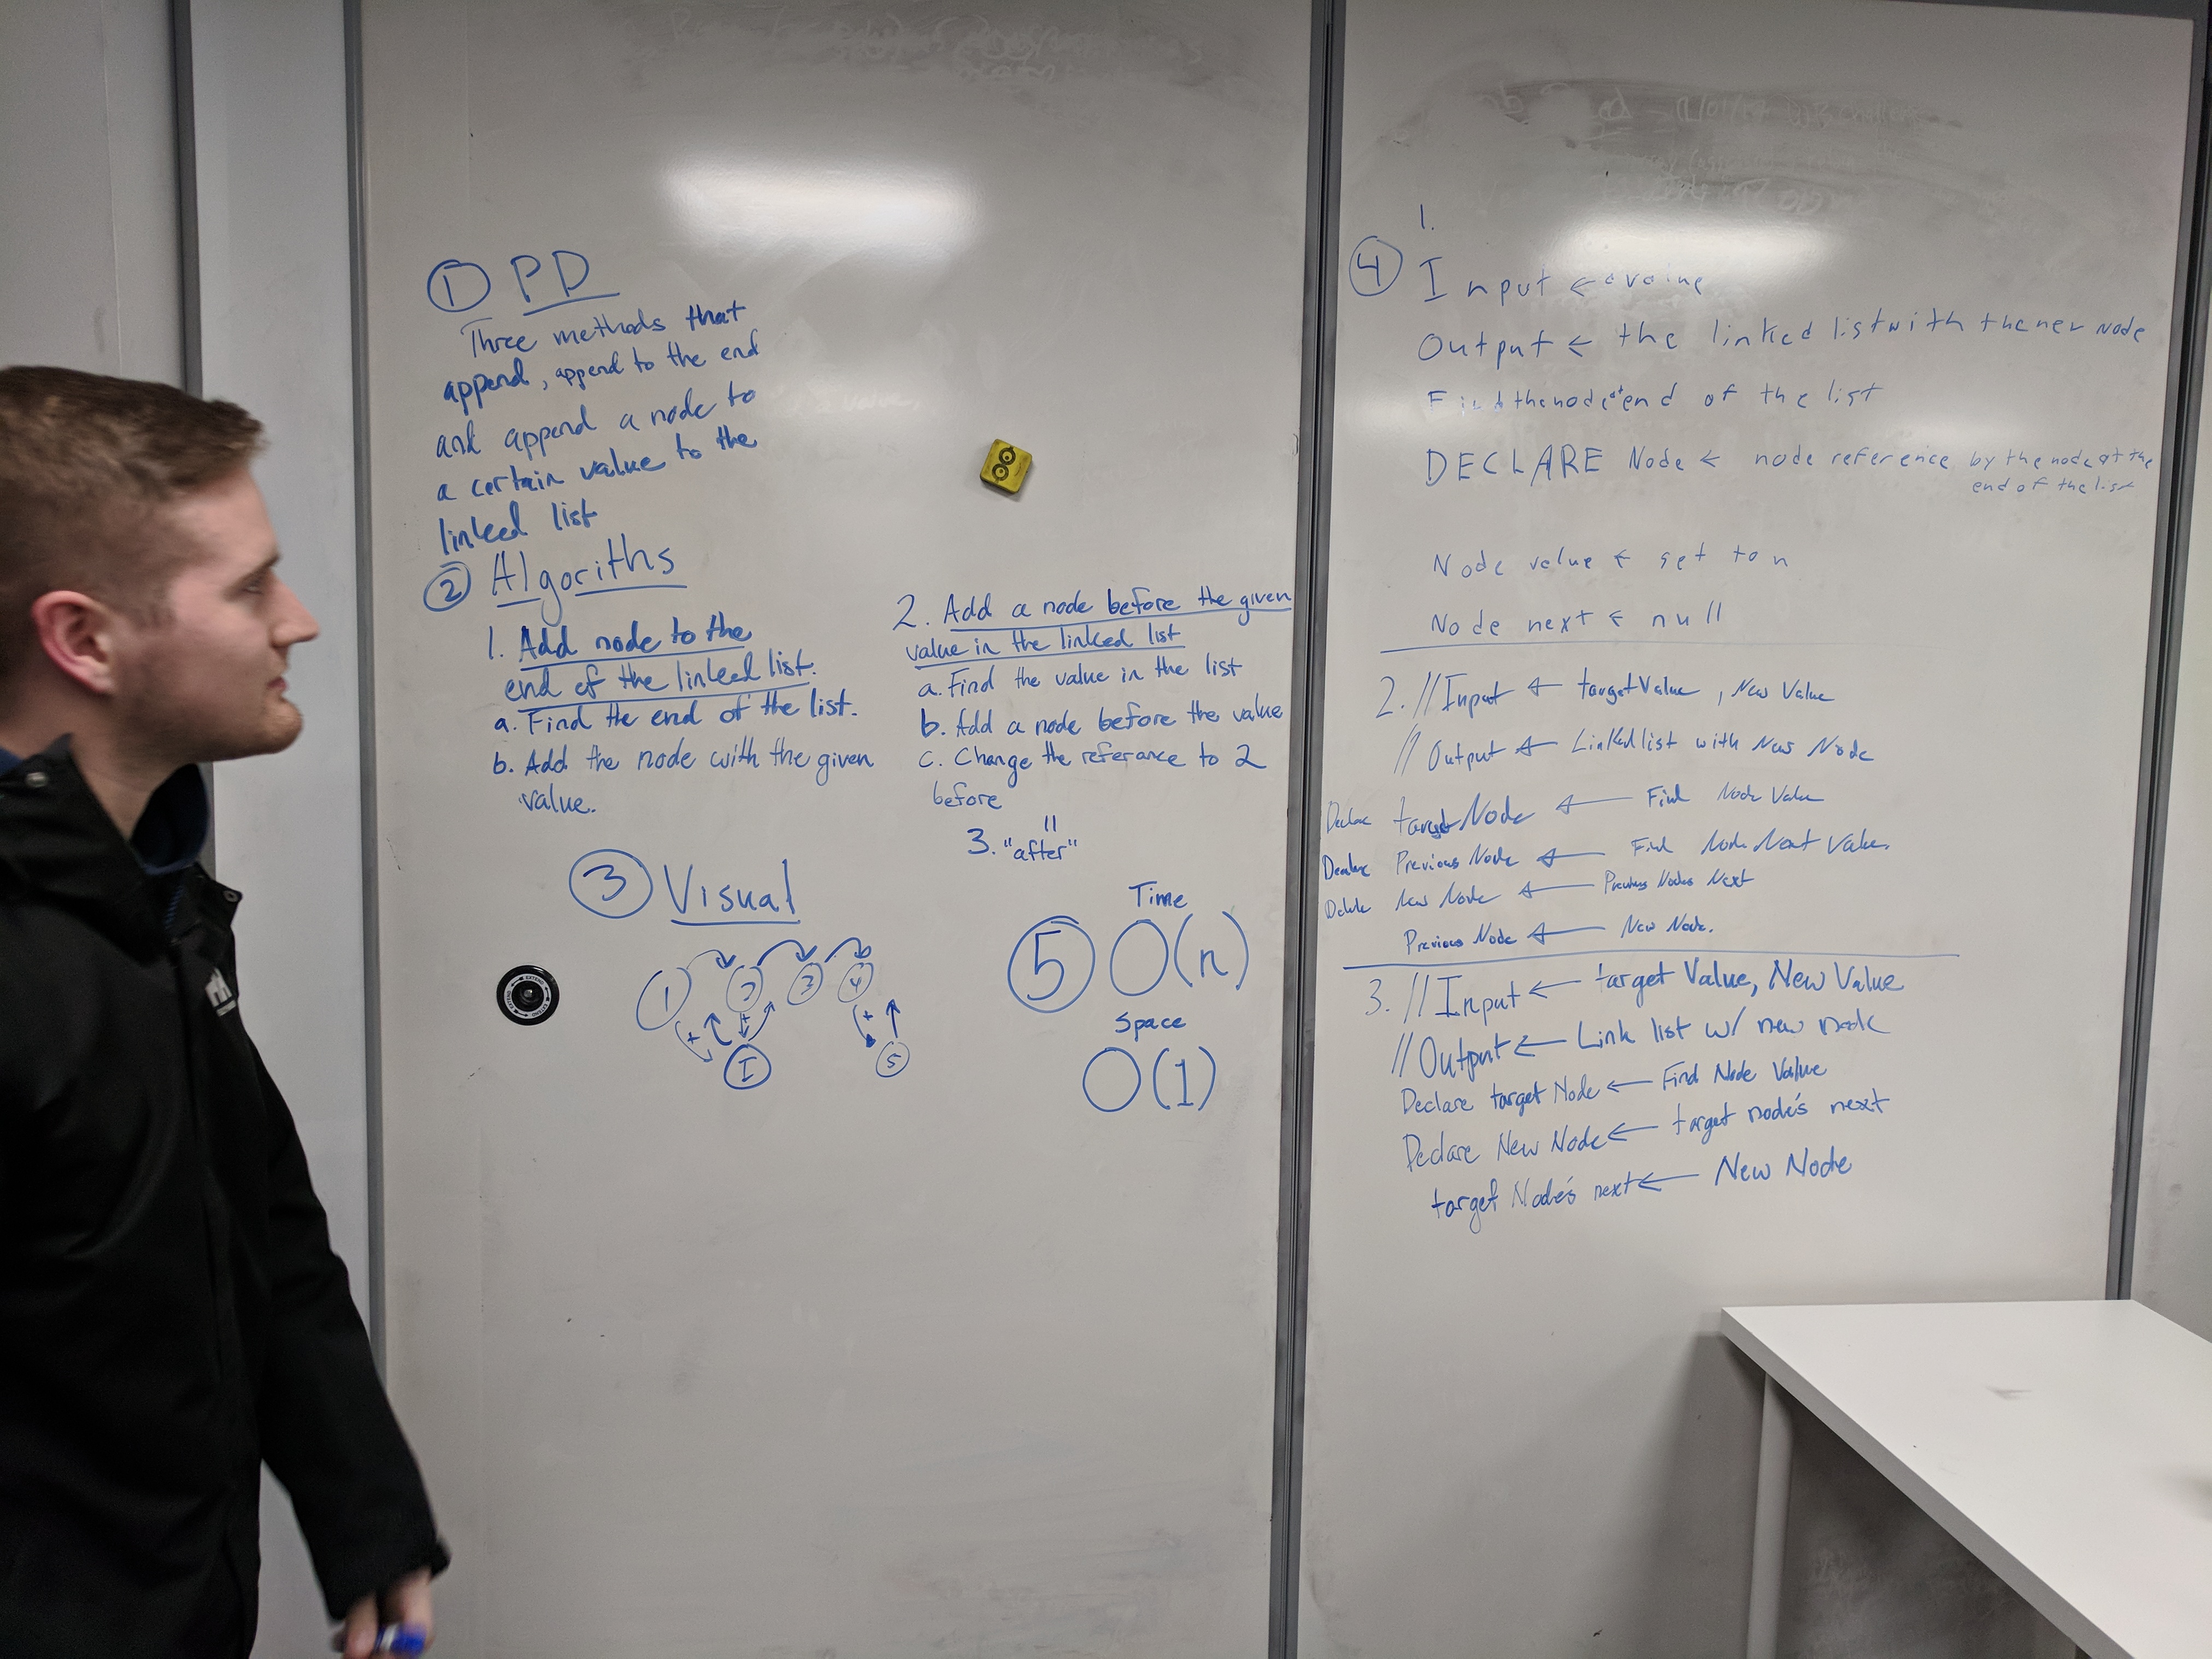 ① PD
Three methods that
append, append to the end
and append a node to
a certain value to the
linked list
② Algoriths
1. Add node to the
end of the linked list.
a. Find the end of the list.
b. Add the node with the given
value.
2. Add a node before the given
value in the linked list
a. Find the value in the list
b. Add a node before the value
c. Change the referance to 2
before
"
3. "after"
③ Visual
1 2 3 4
I 5
Time
⑤ O(n)
Space
O(1)
1.
④ Input ← value
Output ← the linked list with the new node
Find the node at end of the list
DECLARE Node ← node reference by the node at the
end of the list
Node value ← set to n
Node next ← null
2. // Input ← target Value, New Value
// Output ← Linked list with New Node
Declare target Node ← Find Node Value
Declare Previous Node ← Find Node Next Value.
New Node ← Previous Nodes Next
Previous Node ← New Node.
3. // Input ← target Value, New Value
// Output ← Link list w/ new node
Declare target Node ← Find Node Value
Declare New Node ← target node's next
target Node's next ← New Node